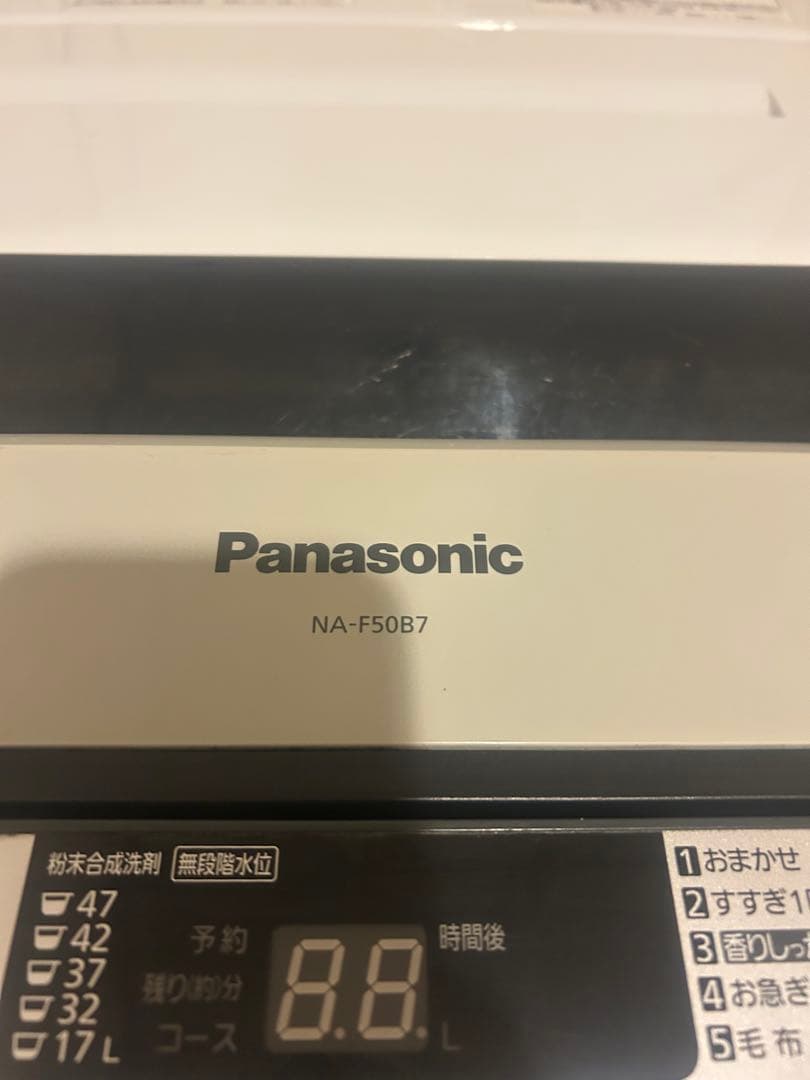 Panasonic
NA-F50B7
粉末合成洗剤 無段階水位
47
42
37
32
17L
予約
残り(約)分
コース
8.8.
時間後
L
1 おまかせ
2 すすぎ1
3 香りしっ
4 お急ぎ
5 毛布